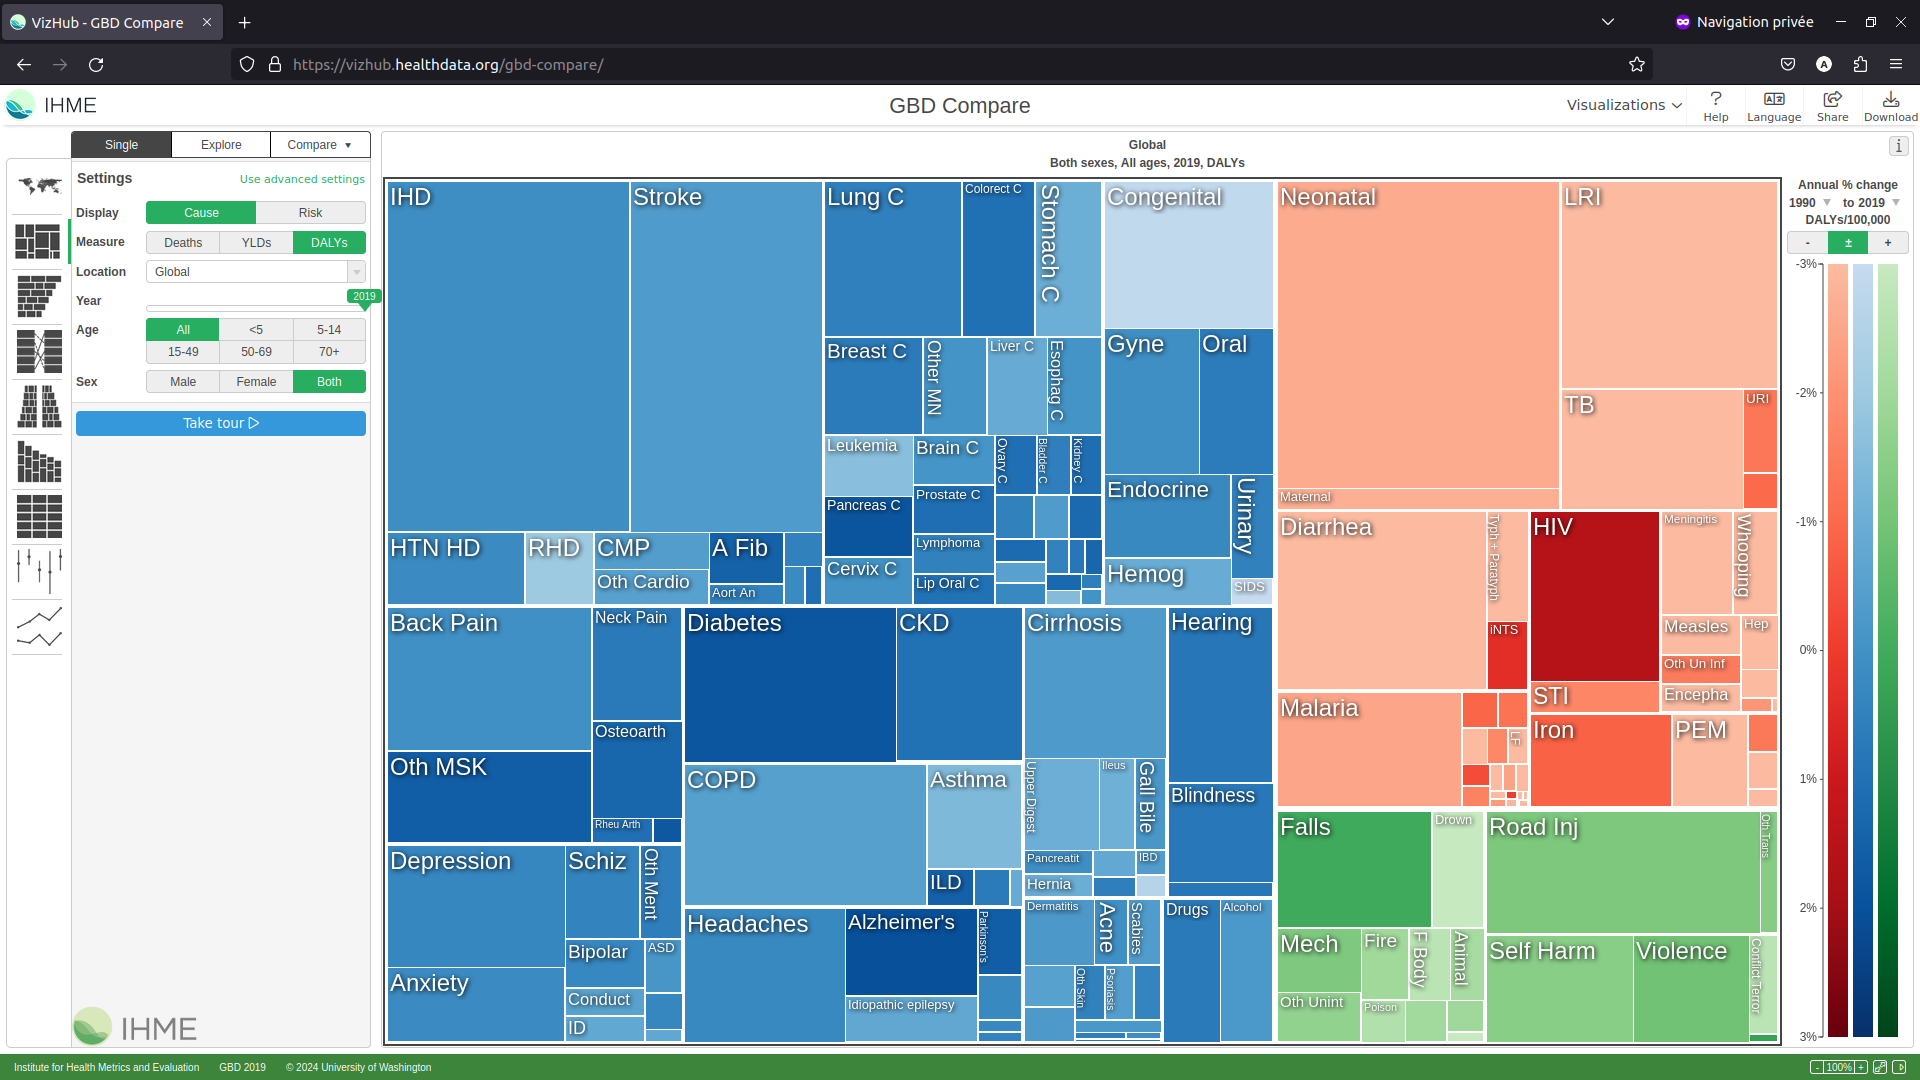 VizHub - GBD Compare
Navigation privée
https://vizhub.healthdata.org/gbd-compare/
IHME
GBD Compare
Visualizations
Help
Language
Share
Download
Single
Explore
Compare
Settings
Use advanced settings
Display
Cause
Risk
Measure
Deaths
YLDs
DALYs
Location
Global
Year
2019
Age
All
<5
5-14
15-49
50-69
70+
Sex
Male
Female
Both
Take tour
IHME
Global
Both sexes, All ages, 2019, DALYs
i
IHD
Stroke
HTN HD
RHD
CMP
Oth Cardio
A Fib
Aort An
Lung C
Colorect C
Stomach C
Breast C
Other MN
Liver C
Esophag C
Leukemia
Brain C
Ovary C
Bladder C
Kidney C
Pancreas C
Prostate C
Lymphoma
Cervix C
Lip Oral C
Congenital
Gyne
Oral
Endocrine
Urinary
Hemog
SIDS
Back Pain
Neck Pain
Osteoarth
Oth MSK
Rheu Arth
Diabetes
CKD
Cirrhosis
Hearing
Blindness
COPD
Asthma
ILD
Upper Digest
Ileus
Gall Bile
Pancreatit
IBD
Hernia
Depression
Schiz
Oth Ment
Bipolar
ASD
Anxiety
Conduct
ID
Headaches
Alzheimer's
Parkinson's
Idiopathic epilepsy
Dermatitis
Acne
Scabies
Oth Skin
Psoriasis
Drugs
Alcohol
Neonatal
Maternal
LRI
TB
URI
Diarrhea
Typh + Paratyph
iNTS
HIV
STI
Meningitis
Whooping
Measles
Hep
Oth Un Inf
Encepha
Malaria
LF
Iron
PEM
Falls
Drown
Road Inj
Oth Trans
Mech
Fire
F Body
Animal
Oth Unint
Poison
Self Harm
Violence
Conflict Terror
Annual % change
1990
to 2019
DALYs/100,000
-
±
+
-3%
-2%
-1%
0%
1%
2%
3%
Institute for Health Metrics and Evaluation
GBD 2019
© 2024 University of Washington
- 100% +